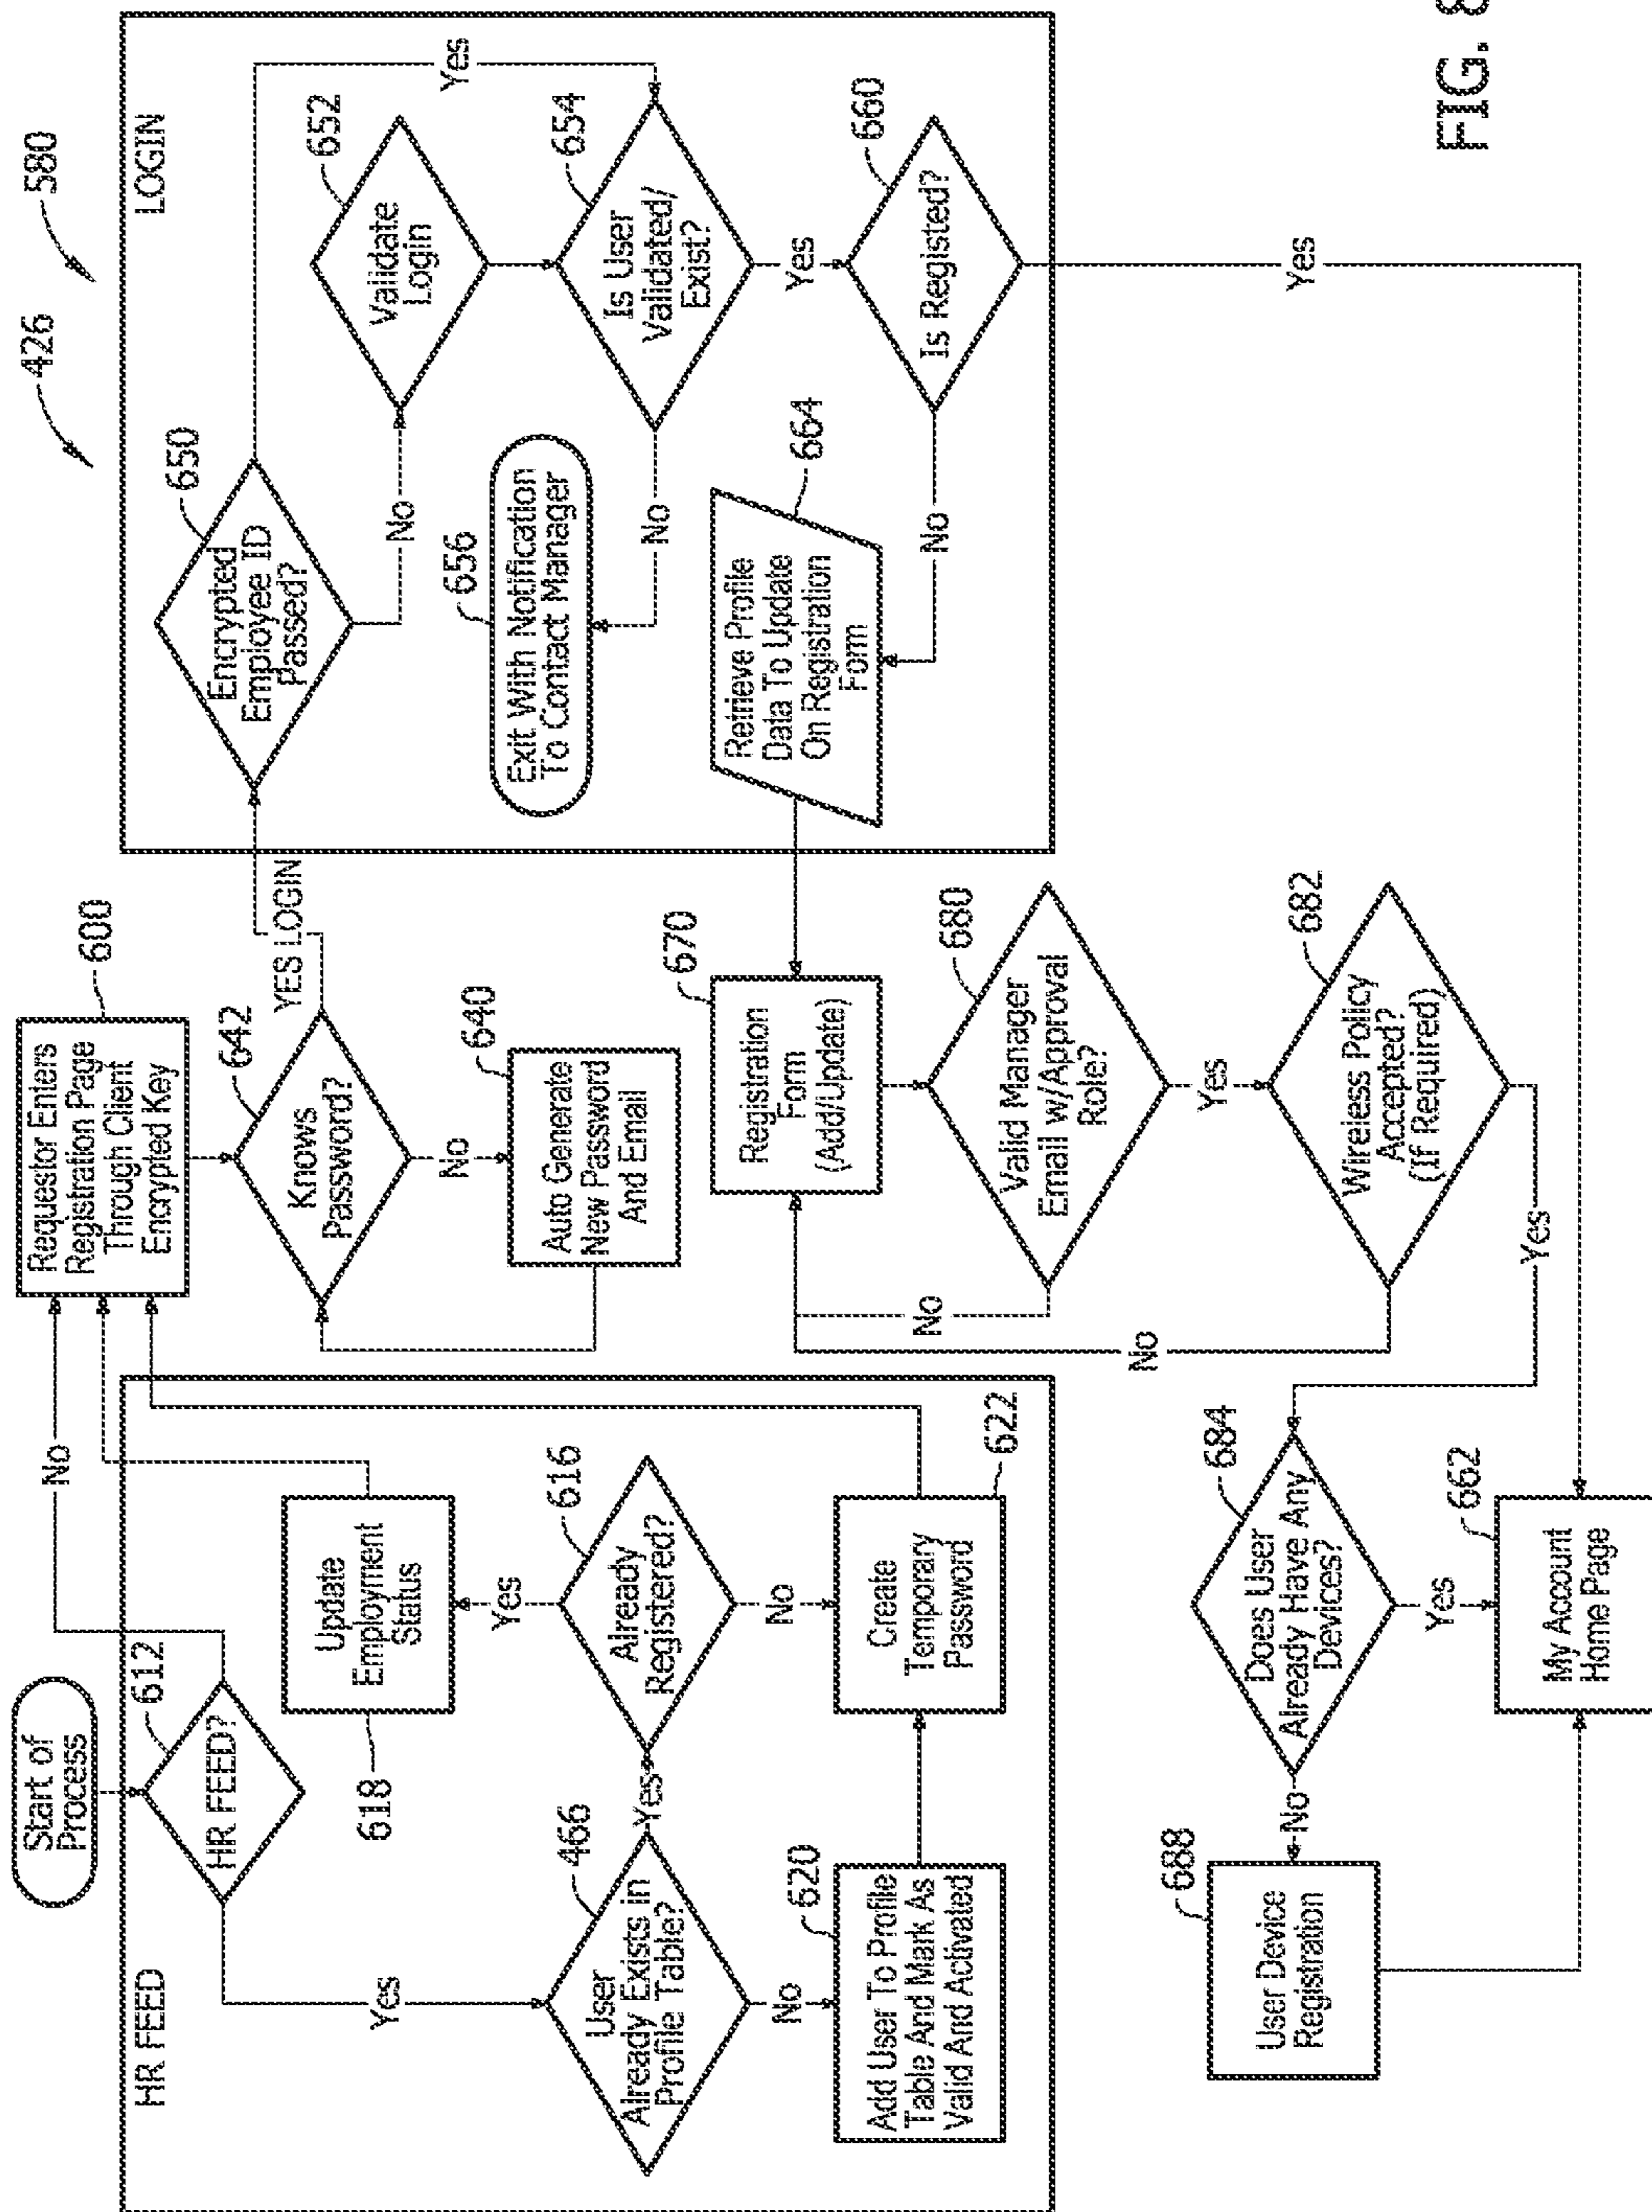 426
580
Start of
Process
HR FEED
612
HR FEED?
No
Yes
466
User
Already Exists in
Profile Table?
Yes
No
616
Already
Registered?
Yes
No
618
Update
Employment
Status
620
Add User To Profile
Table And Mark As
Valid And Activated
622
Create
Temporary
Password
600
Requestor Enters
Registration Page
Through Client
Encrypted Key
642
Knows
Password?
YES LOGIN
No
640
Auto Generate
New Password
And Email
LOGIN
650
Encrypted
Employee ID
Passed?
Yes
No
652
Validate
Login
654
Is User
Validated/
Exist?
No
Yes
656
Exit With Notification
To Contact Manager
660
Is Registed?
No
Yes
664
Retrieve Profile
Data To Update
On Registration
Form
670
Registration
Form
(Add/Update)
680
Valid Manager
Email w/Approval
Role?
No
Yes
682
Wireless Policy
Accepted?
(If Required)
No
Yes
684
Does User
Already Have Any
Devices?
No
Yes
688
User Device
Registration
662
My Account
Home Page
FIG. 8